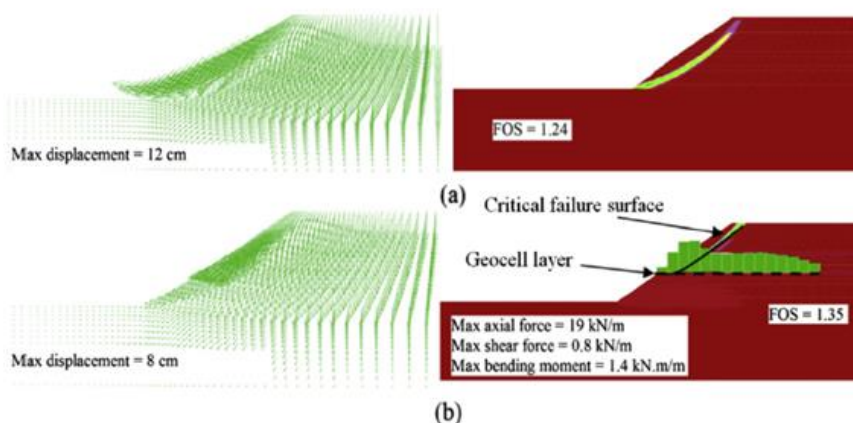 Max displacement = 12 cm
FOS = 1.24
(a)
Critical failure surface
Geocell layer
FOS = 1.35
Max axial force = 19 kN/m
Max shear force = 0.8 kN/m
Max bending moment = 1.4 kN.m/m
Max displacement = 8 cm
(b)